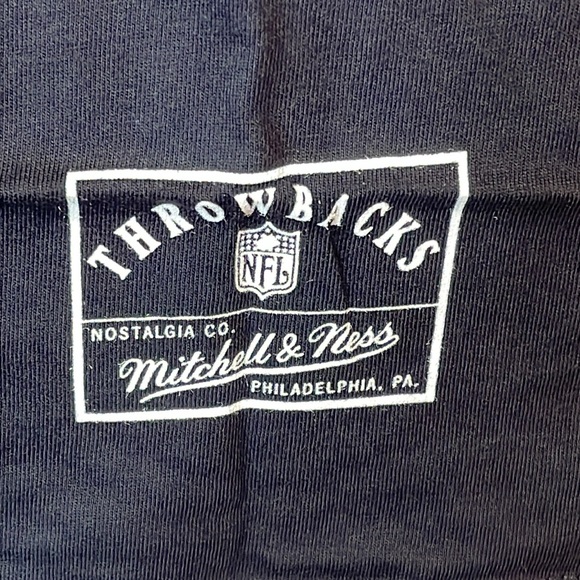 THROWBACKS
NFL
NOSTALGIA CO.
Mitchell & Ness
PHILADELPHIA, PA.